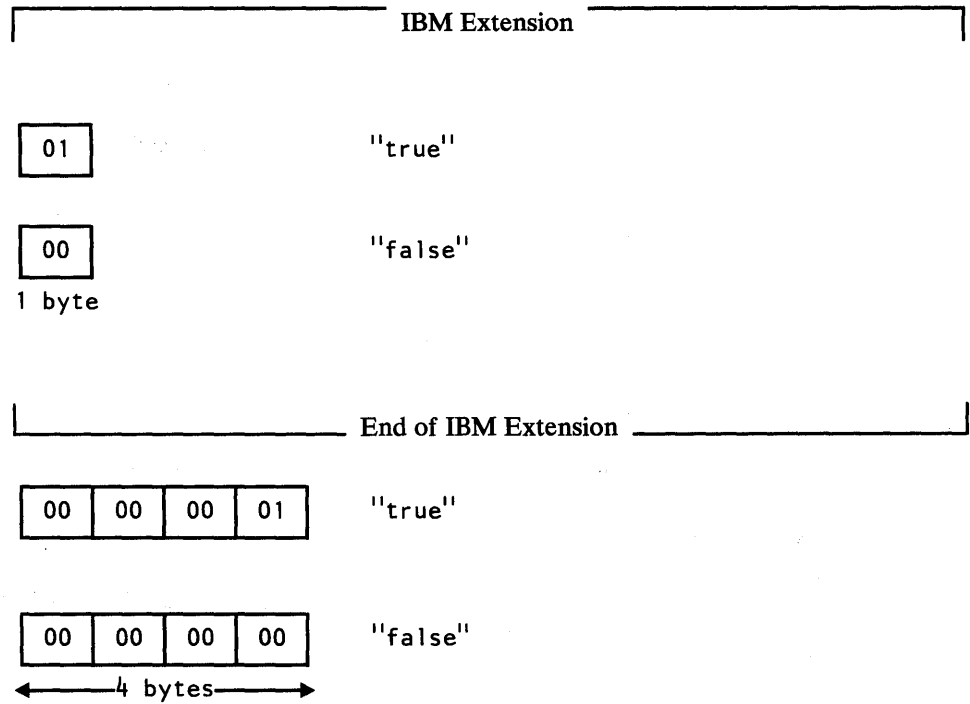 IBM Extension
01 "true"
00 "false"
1 byte
End of IBM Extension
00 00 00 01 "true"
00 00 00 00 "false"
4 bytes